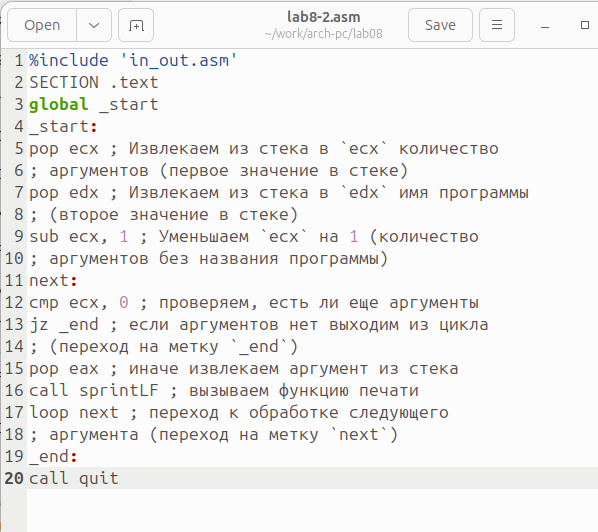 Open
lab8-2.asm
~/work/arch-pc/lab08
Save
1 %include 'in_out.asm'
2 SECTION .text
3 global _start
4 _start:
5 pop ecx ; Извлекаем из стека в `ecx` количество
6 ; аргументов (первое значение в стеке)
7 pop edx ; Извлекаем из стека в `edx` имя программы
8 ; (второе значение в стеке)
9 sub ecx, 1 ; Уменьшаем `ecx` на 1 (количество
10 ; аргументов без названия программы)
11 next:
12 cmp ecx, 0 ; проверяем, есть ли еще аргументы
13 jz _end ; если аргументов нет выходим из цикла
14 ; (переход на метку `_end`)
15 pop eax ; иначе извлекаем аргумент из стека
16 call sprintLF ; вызываем функцию печати
17 loop next ; переход к обработке следующего
18 ; аргумента (переход на метку `next`)
19 _end:
20 call quit